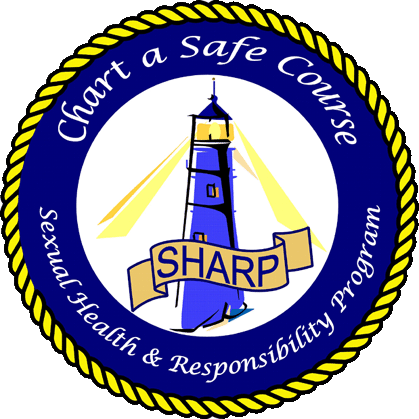 Chart a Safe Course
SHARP
Sexual Health & Responsibility Program